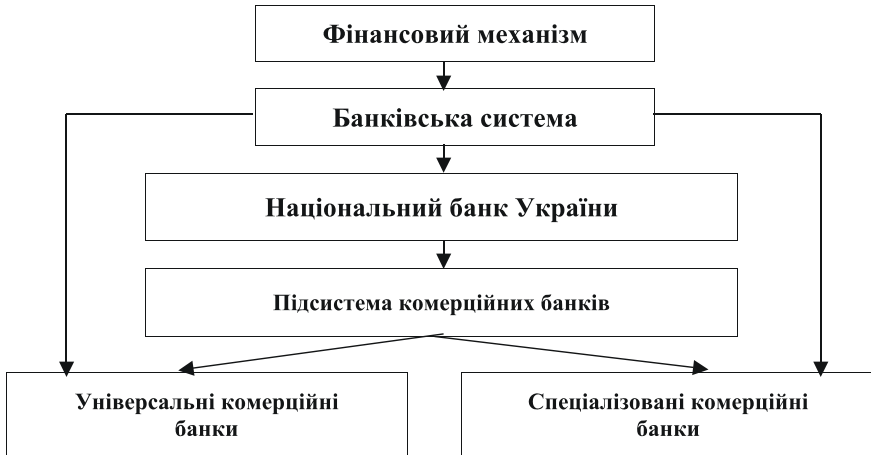 Фінансовий механізм
Банківська система
Національний банк України
Підсистема комерційних банків
Універсальні комерційні
банки
Спеціалізовані комерційні
банки